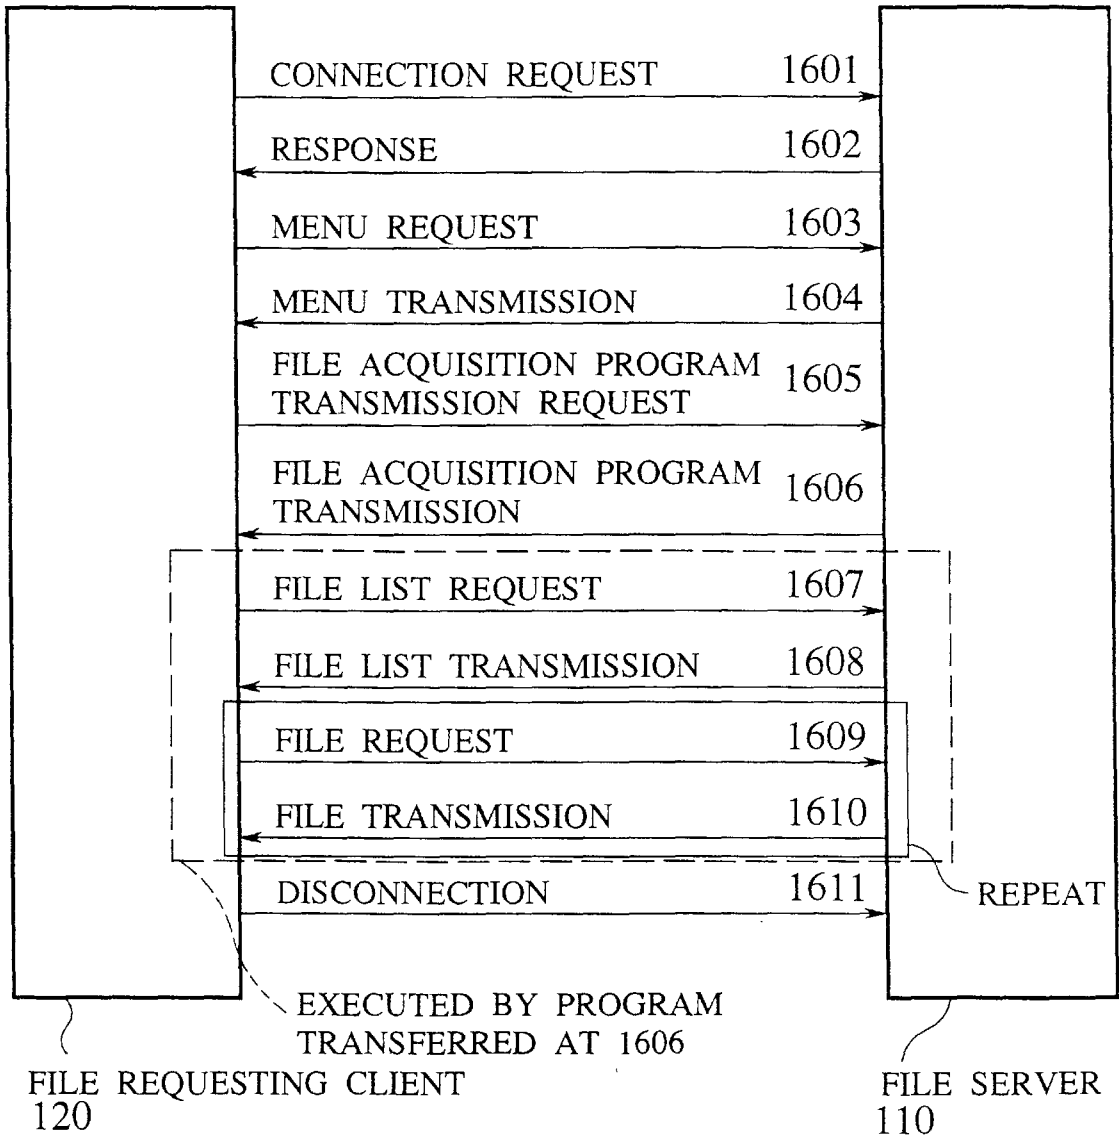 CONNECTION REQUEST 1601
RESPONSE 1602
MENU REQUEST 1603
MENU TRANSMISSION 1604
FILE ACQUISITION PROGRAM
TRANSMISSION REQUEST 1605
FILE ACQUISITION PROGRAM
TRANSMISSION 1606
FILE LIST REQUEST 1607
FILE LIST TRANSMISSION 1608
FILE REQUEST 1609
FILE TRANSMISSION 1610
DISCONNECTION 1611
REPEAT
EXECUTED BY PROGRAM
TRANSFERRED AT 1606
FILE REQUESTING CLIENT
120
FILE SERVER
110